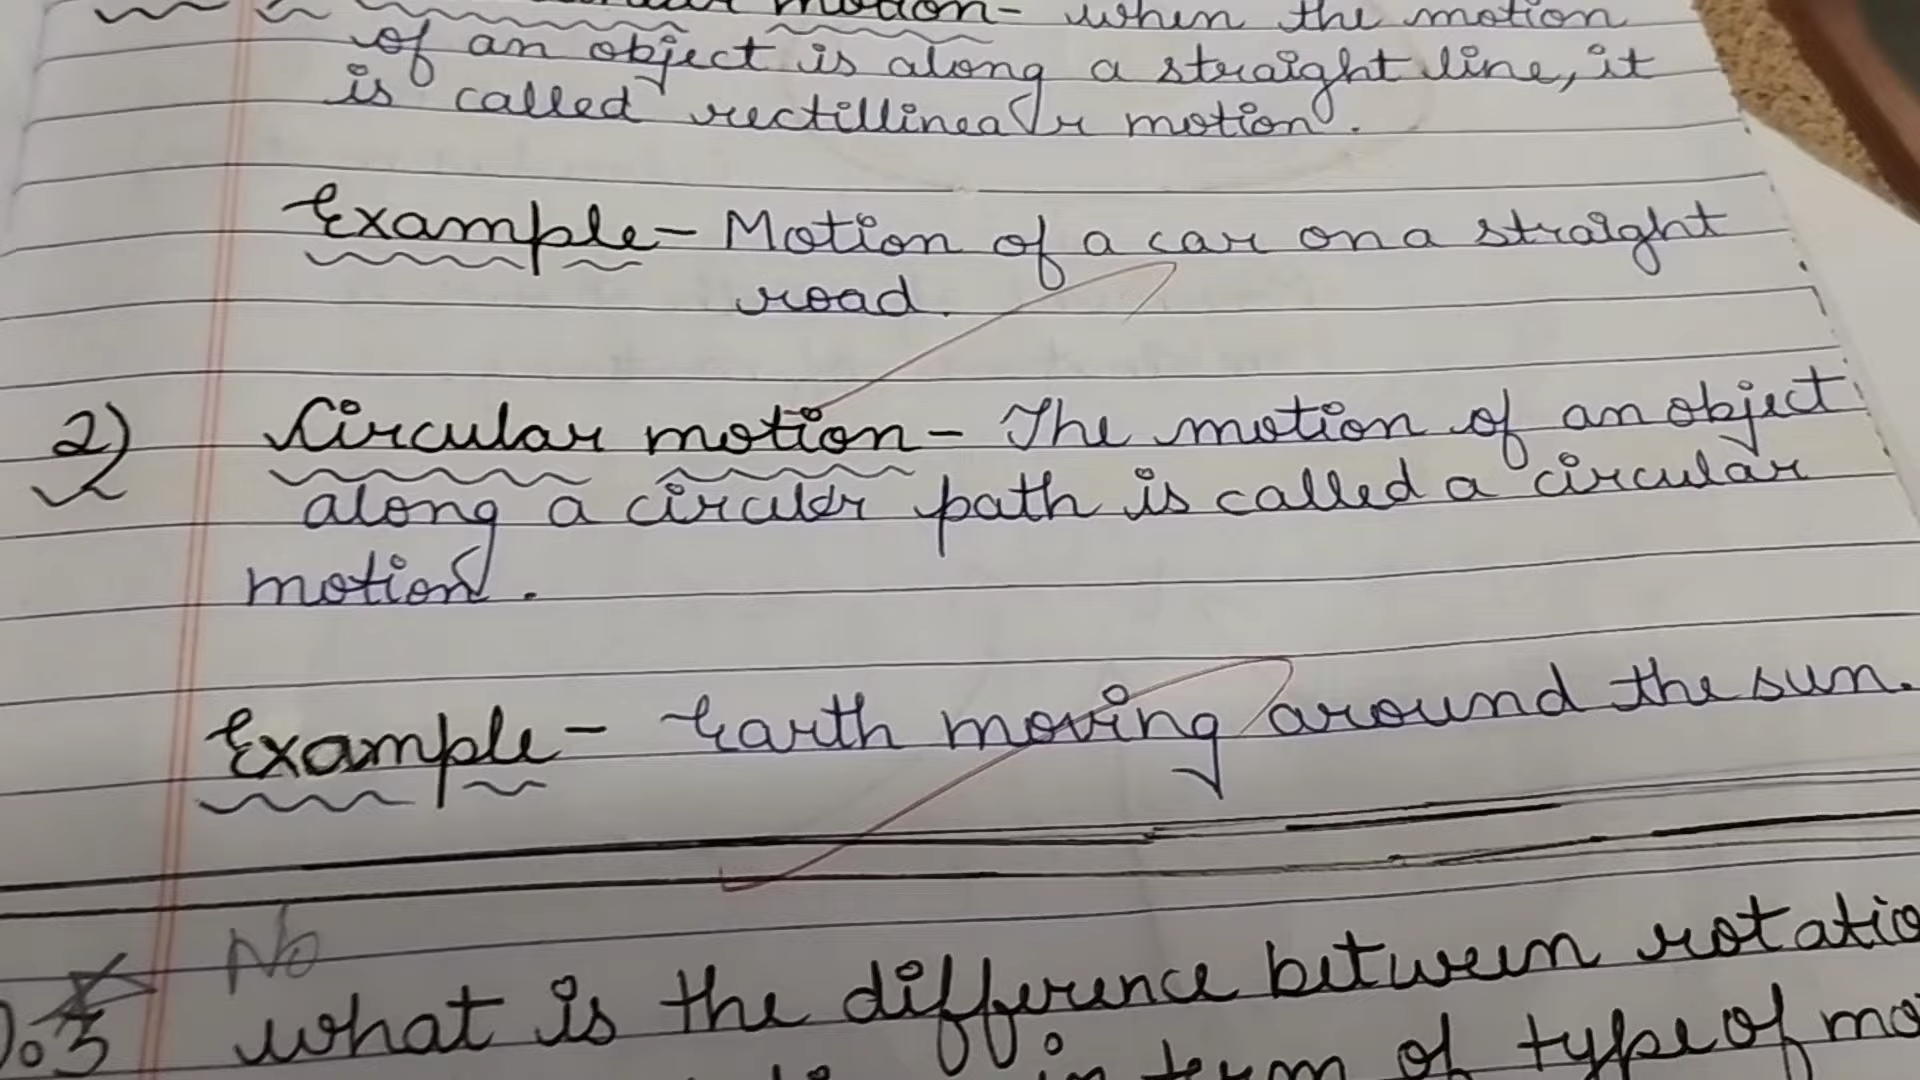 motion- when the motion
of an object is along a straight line, it
is called rectillinear motion.
Example- Motion of a car on a straight
road.
2) Circular motion- The motion of an object
along a circular path is called a circular
motion.
Example- Earth moving around the sun.
No
3 what is the difference between rotatio
in term of type of mo